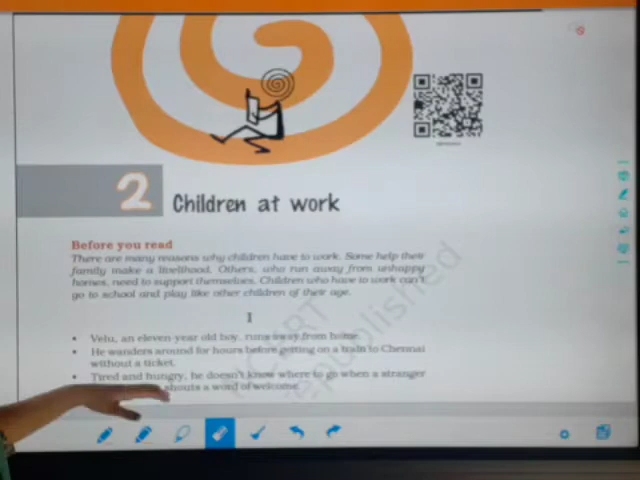 2 Children at work
Before you read
There are many reasons why children have to work. Some help their
family make a livelihood. Others, who run away from unhappy
homes, need to support themselves. Children who have to work can't
go to school and play like other children of their age.
I
• Velu, an eleven-year old boy, runs away from home.
• He wanders around for hours before getting on a train to Chennai
without a ticket.
• Tired and hungry, he doesn't know where to go when a stranger
shouts a word of welcome.
republished